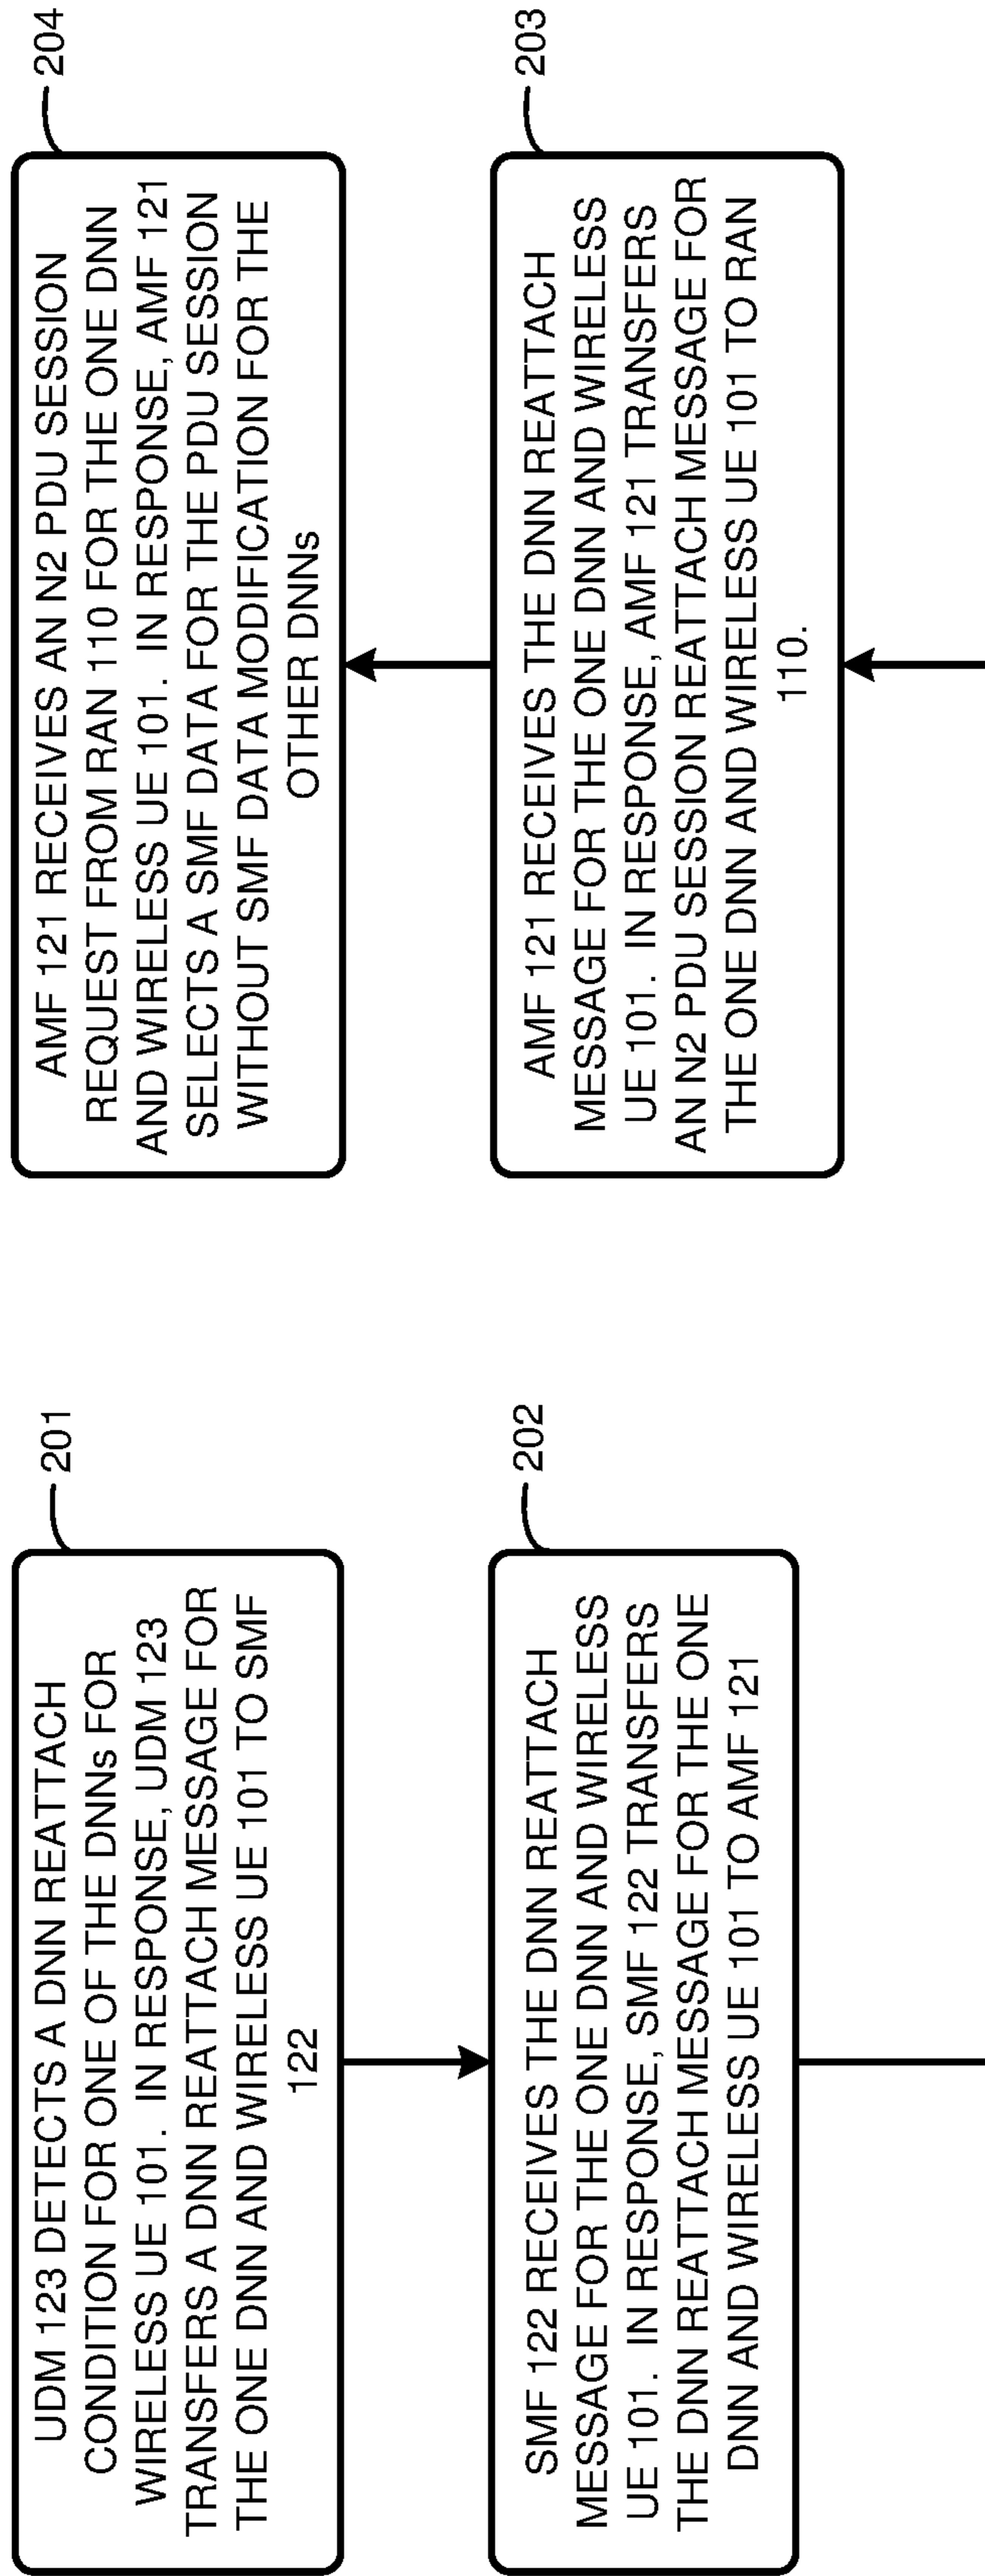 UDM 123 DETECTS A DNN REATTACH
CONDITION FOR ONE OF THE DNNs FOR
WIRELESS UE 101. IN RESPONSE, UDM 123
TRANSFERS A DNN REATTACH MESSAGE FOR
THE ONE DNN AND WIRELESS UE 101 TO SMF
122
201
SMF 122 RECEIVES THE DNN REATTACH
MESSAGE FOR THE ONE DNN AND WIRELESS
UE 101. IN RESPONSE, SMF 122 TRANSFERS
THE DNN REATTACH MESSAGE FOR THE ONE
DNN AND WIRELESS UE 101 TO AMF 121
202
AMF 121 RECEIVES THE DNN REATTACH
MESSAGE FOR THE ONE DNN AND WIRELESS
UE 101. IN RESPONSE, AMF 121 TRANSFERS
AN N2 PDU SESSION REATTACH MESSAGE FOR
THE ONE DNN AND WIRELESS UE 101 TO RAN
110.
203
AMF 121 RECEIVES AN N2 PDU SESSION
REQUEST FROM RAN 110 FOR THE ONE DNN
AND WIRELESS UE 101. IN RESPONSE, AMF 121
SELECTS A SMF DATA FOR THE PDU SESSION
WITHOUT SMF DATA MODIFICATION FOR THE
OTHER DNNs
204